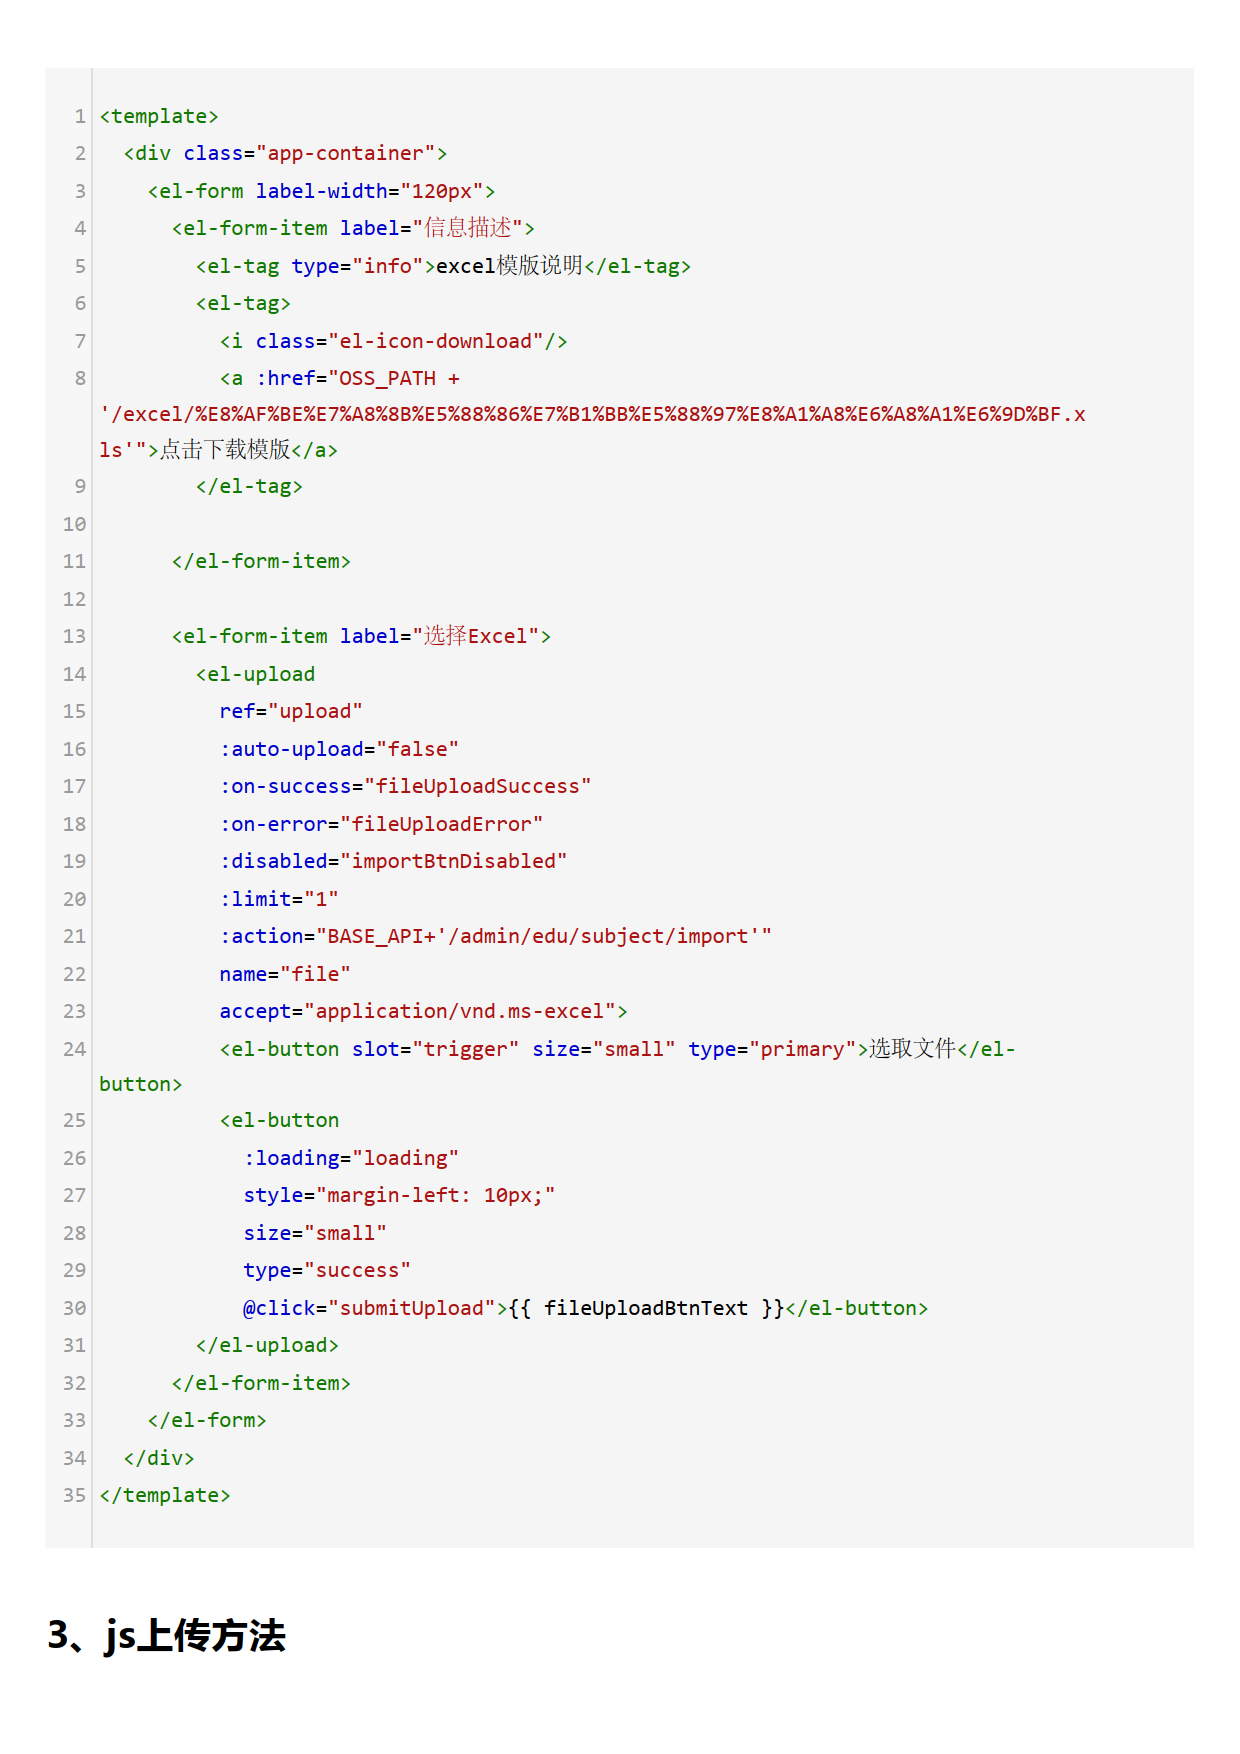 1 <template>
2   <div class="app-container">
3     <el-form label-width="120px">
4       <el-form-item label="信息描述">
5         <el-tag type="info">excel模版说明</el-tag>
6         <el-tag>
7           <i class="el-icon-download"/>
8           <a :href="OSS_PATH +
'/excel/%E8%AF%BE%E7%A8%8B%E5%88%86%E7%B1%BB%E5%88%97%E8%A1%A8%E6%A8%A1%E6%9D%BF.x
ls'">点击下载模版</a>
9         </el-tag>
10
11       </el-form-item>
12
13       <el-form-item label="选择Excel">
14         <el-upload
15           ref="upload"
16           :auto-upload="false"
17           :on-success="fileUploadSuccess"
18           :on-error="fileUploadError"
19           :disabled="importBtnDisabled"
20           :limit="1"
21           :action="BASE_API+'/admin/edu/subject/import'"
22           name="file"
23           accept="application/vnd.ms-excel">
24           <el-button slot="trigger" size="small" type="primary">选取文件</el-
button>
25           <el-button
26             :loading="loading"
27             style="margin-left: 10px;"
28             size="small"
29             type="success"
30             @click="submitUpload">{{ fileUploadBtnText }}</el-button>
31         </el-upload>
32       </el-form-item>
33     </el-form>
34   </div>
35 </template>
3、js上传方法